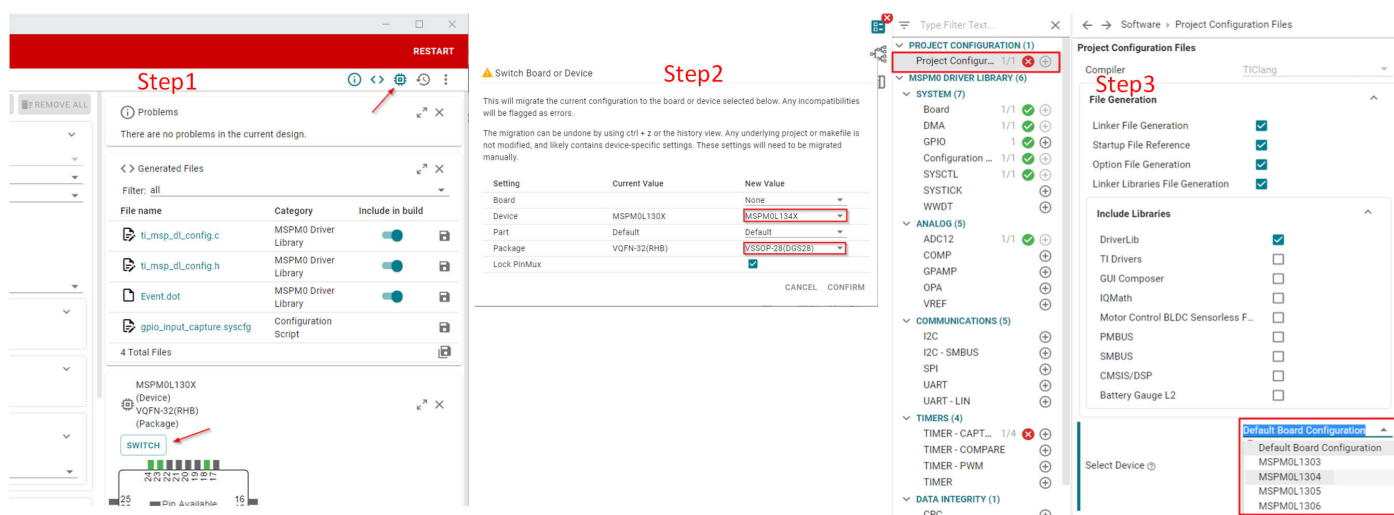 RESTART
Step1
REMOVE ALL
Problems
There are no problems in the current design.
<> Generated Files
Filter: all
File name Category Include in build
ti_msp_dl_config.c MSPM0 Driver
Library
ti_msp_dl_config.h MSPM0 Driver
Library
Event.dot MSPM0 Driver
Library
gpio_input_capture.syscfg Configuration
Script
4 Total Files
MSPM0L130X
(Device)
VQFN-32(RHB)
(Package)
SWITCH
24 23 22 21 20 19 18 17
25 Pin Available 16
Step2
Switch Board or Device
This will migrate the current configuration to the board or device selected below. Any incompatibilities
will be flagged as errors.
The migration can be undone by using ctrl + z or the history view. Any underlying project or makefile is
not modified, and likely contains device-specific settings. These settings will need to be migrated
manually.
Setting Current Value New Value
Board None
Device MSPM0L130X MSPM0L134X
Part Default Default
Package VQFN-32(RHB) VSSOP-28(DGS28)
Lock PinMux
CANCEL CONFIRM
Type Filter Text...
PROJECT CONFIGURATION (1)
Project Configur... 1/1
MSPM0 DRIVER LIBRARY (6)
SYSTEM (7)
Board 1/1
DMA 1/1
GPIO 1
Configuration ... 1/1
SYSCTL 1/1
SYSTICK
WWDT
ANALOG (5)
ADC12 1/1
COMP
GPAMP
OPA
VREF
COMMUNICATIONS (5)
I2C
I2C - SMBUS
SPI
UART
UART - LIN
TIMERS (4)
TIMER - CAPT... 1/4
TIMER - COMPARE
TIMER - PWM
TIMER
DATA INTEGRITY (1)
CRC
Software Project Configuration Files
Project Configuration Files
Compiler TIClang
Step3
File Generation
Linker File Generation
Startup File Reference
Option File Generation
Linker Libraries File Generation
Include Libraries
DriverLib
TI Drivers
GUI Composer
IQMath
Motor Control BLDC Sensorless F...
PMBUS
SMBUS
CMSIS/DSP
Battery Gauge L2
Select Device
Default Board Configuration
Default Board Configuration
MSPM0L1303
MSPM0L1304
MSPM0L1305
MSPM0L1306